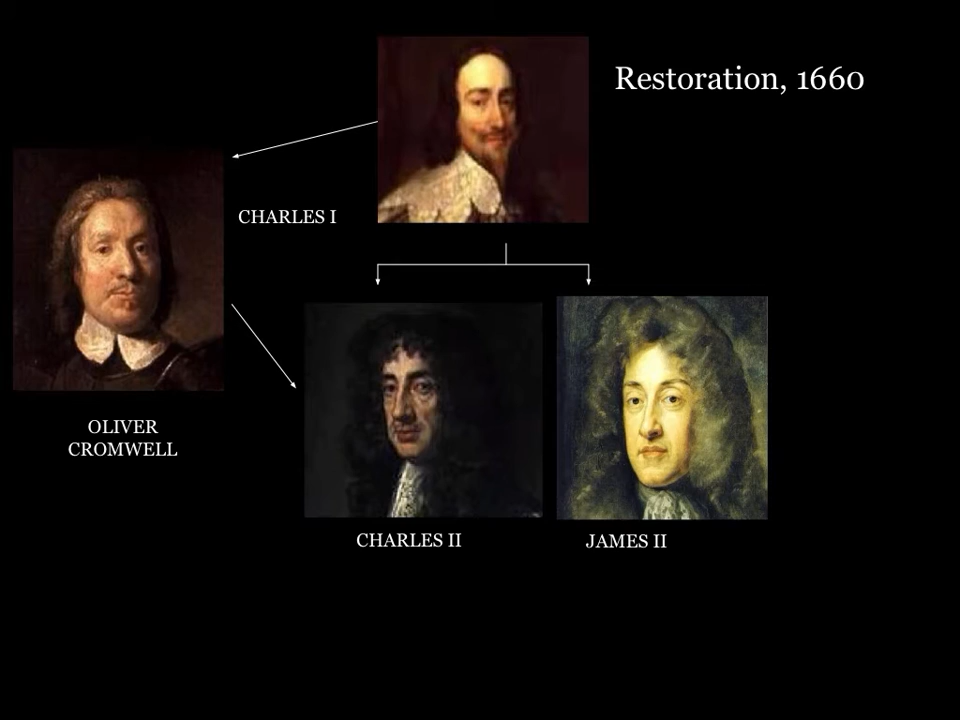 Restoration, 1660
CHARLES I
OLIVER
CROMWELL
CHARLES II
JAMES II